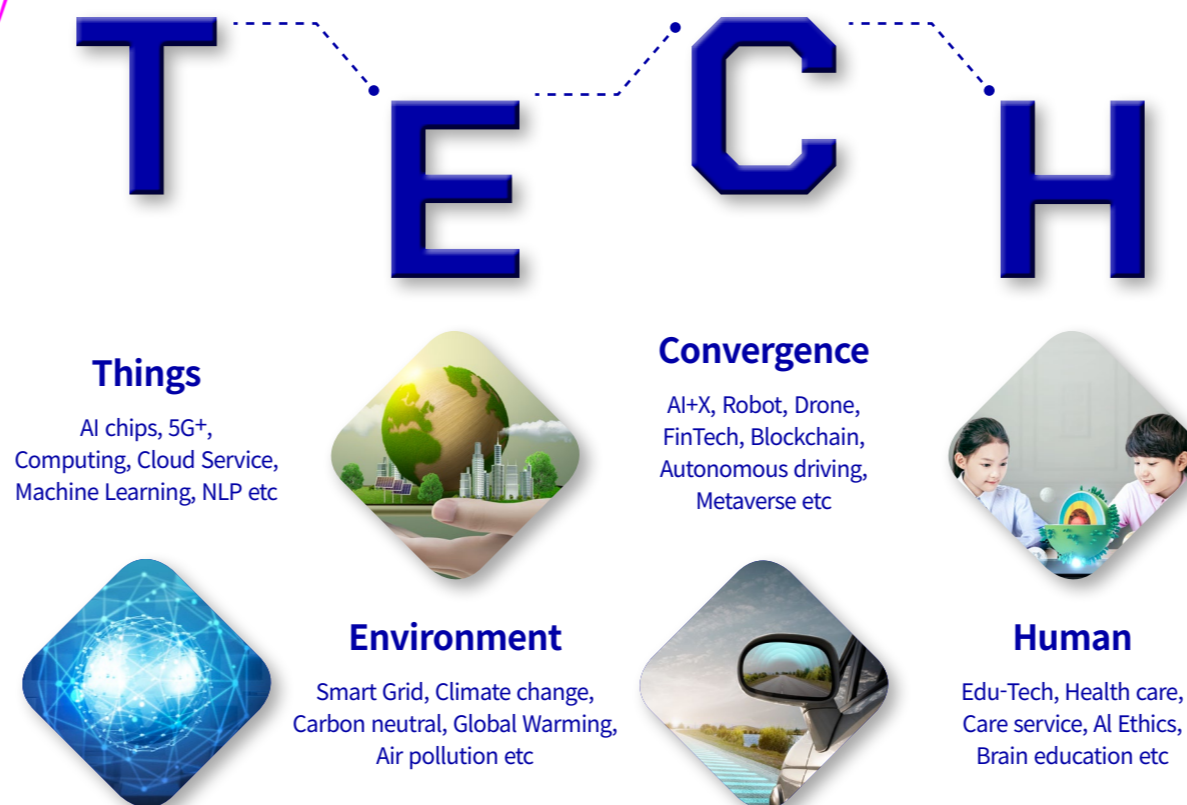 T
E
C
H
Things
AI chips, 5G+,
Computing, Cloud Service,
Machine Learning, NLP etc
Environment
Smart Grid, Climate change,
Carbon neutral, Global Warming,
Air pollution etc
Convergence
AI+X, Robot, Drone,
FinTech, Blockchain,
Autonomous driving,
Metaverse etc
Human
Edu-Tech, Health care,
Care service, Al Ethics,
Brain education etc